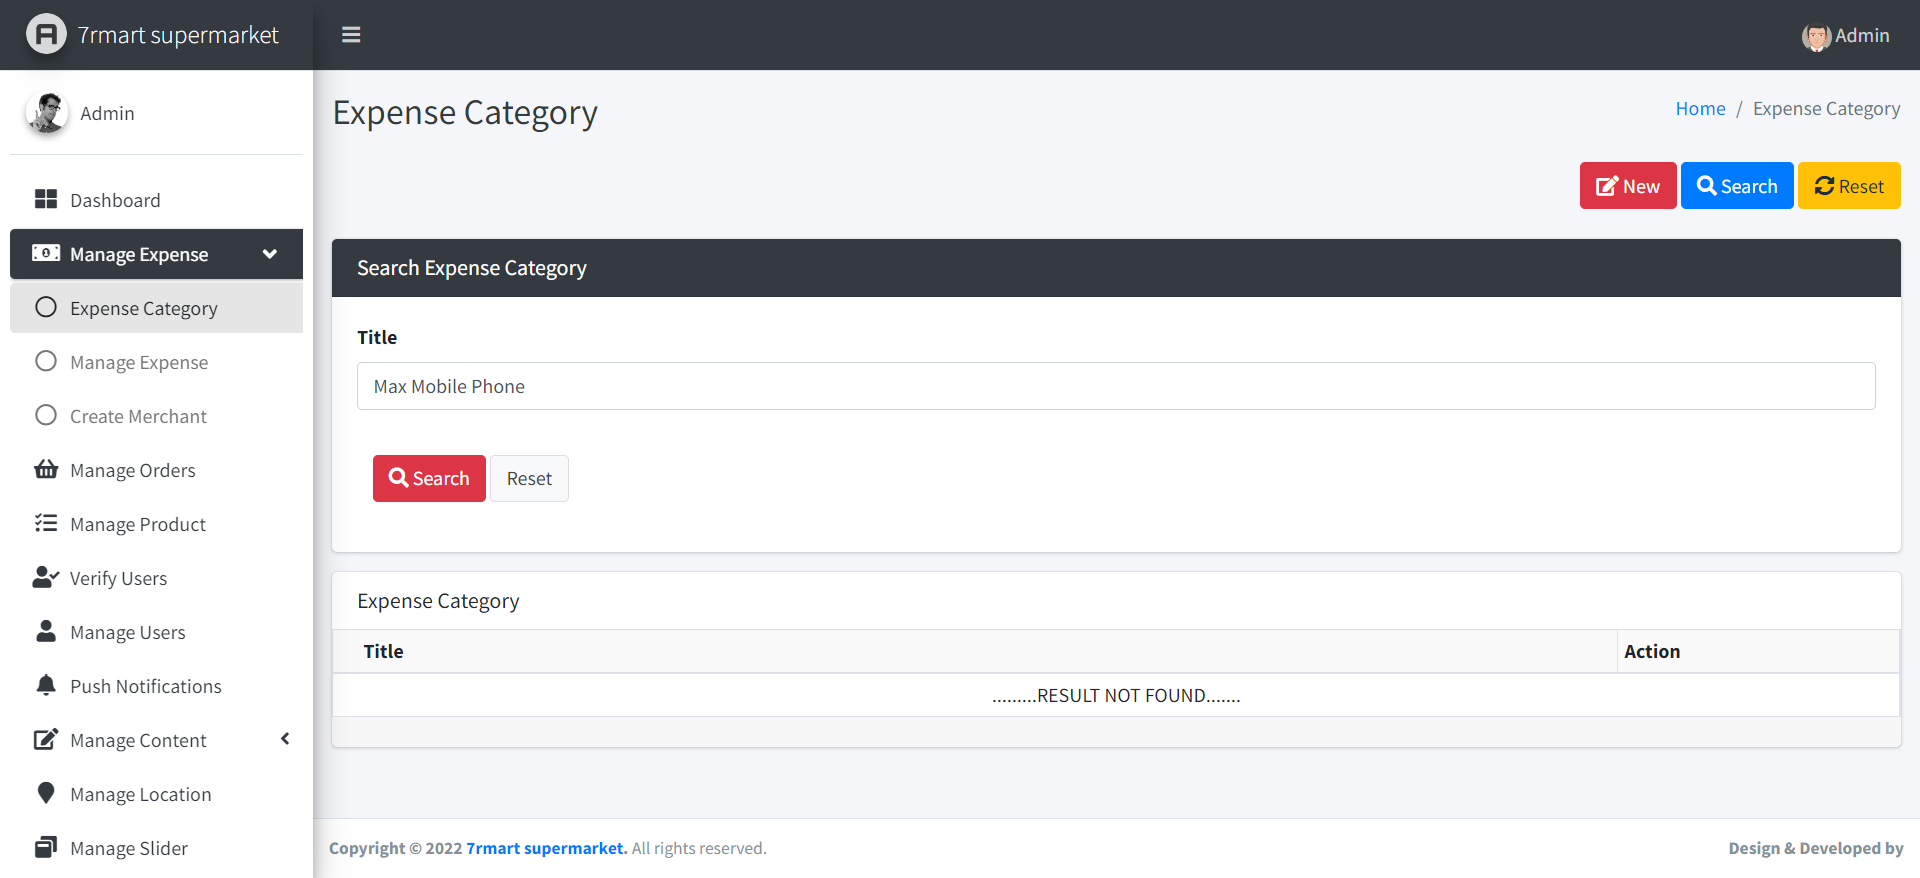 7rmart supermarket
Admin
Admin
Dashboard
Manage Expense
Expense Category
Manage Expense
Create Merchant
Manage Orders
Manage Product
Verify Users
Manage Users
Push Notifications
Manage Content
Manage Location
Manage Slider
Expense Category
Home / Expense Category
New Search Reset
Search Expense Category
Title
Max Mobile Phone
Search Reset
Expense Category
Title Action
.........RESULT NOT FOUND.......
Copyright © 2022 7rmart supermarket. All rights reserved.
Design & Developed by